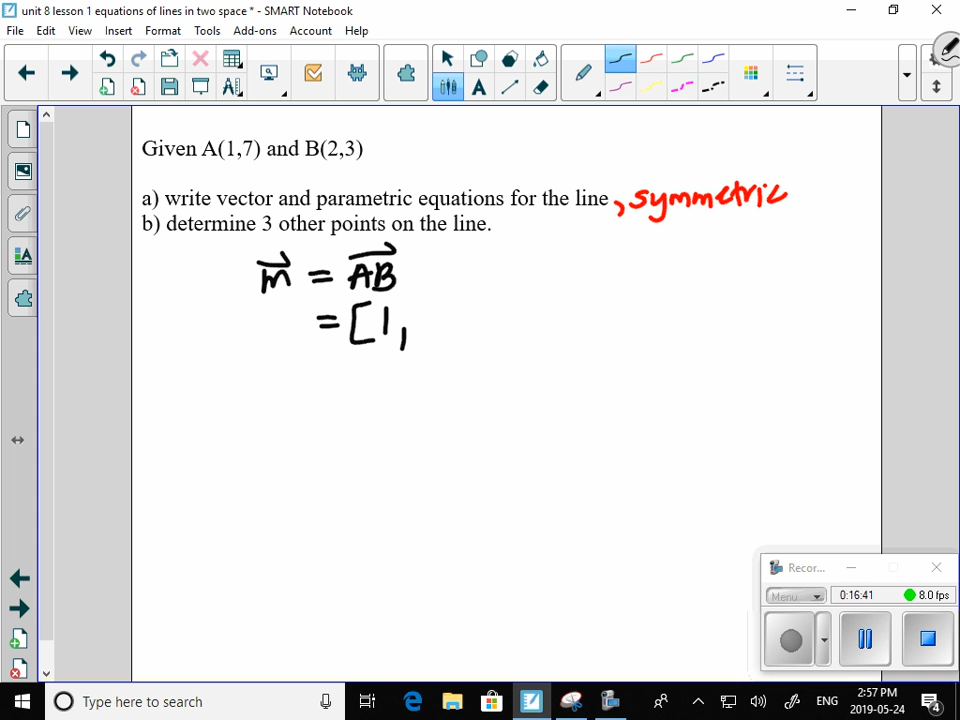 unit 8 lesson 1 equations of lines in two space * - SMART Notebook
File Edit View Insert Format Tools Add-ons Account Help
Given A(1,7) and B(2,3)
a) write vector and parametric equations for the line, symmetric
b) determine 3 other points on the line.
m = AB
= [1,
Recor...
Menu 0:16:41 8.0 fps
Type here to search
ENG
2:57 PM
2019-05-24
4